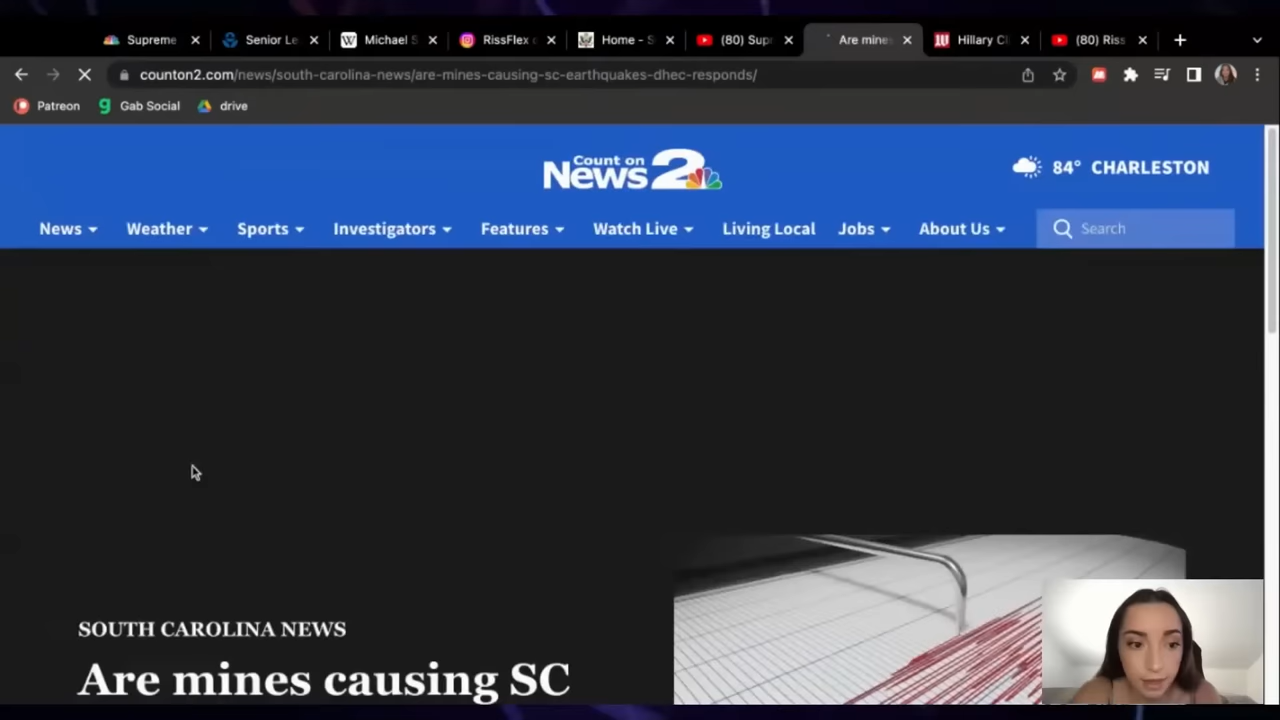 Supreme
Senior Le
Michael S
RissFlex
Home - S
(80) Supr
Are mine
Hillary Cl
(80) Riss
counton2.com/news/south-carolina-news/are-mines-causing-sc-earthquakes-dhec-responds/
Patreon
Gab Social
drive
Count on
News 2
84° CHARLESTON
News
Weather
Sports
Investigators
Features
Watch Live
Living Local
Jobs
About Us
Search
SOUTH CAROLINA NEWS
Are mines causing SC